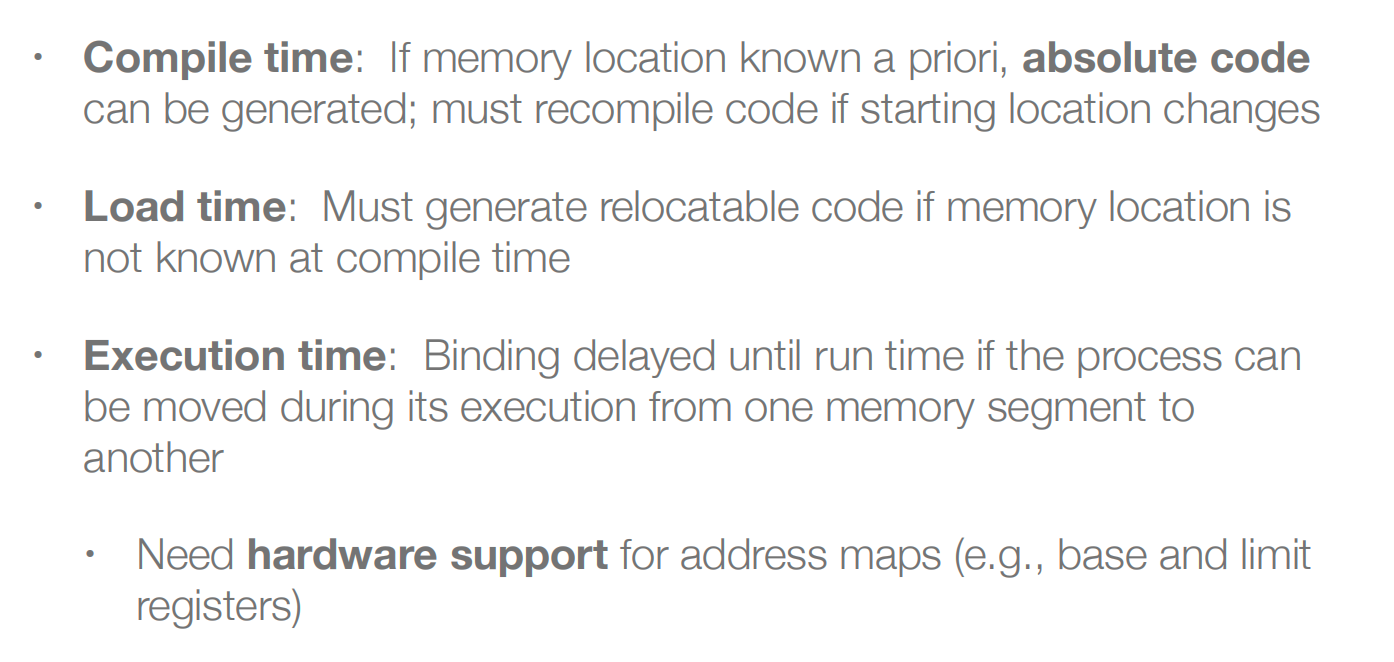 • Compile time:  If memory location known a priori, absolute code
can be generated; must recompile code if starting location changes
• Load time:  Must generate relocatable code if memory location is
not known at compile time
• Execution time:  Binding delayed until run time if the process can
be moved during its execution from one memory segment to
another
• Need hardware support for address maps (e.g., base and limit
registers)